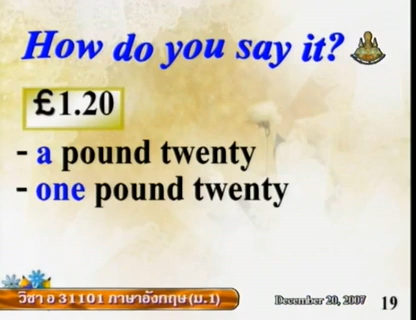 How do you say it?
£1.20
- a pound twenty
- one pound twenty
วิชา อ 31101 ภาษาอังกฤษ (ม.1)
December 20, 2007
19